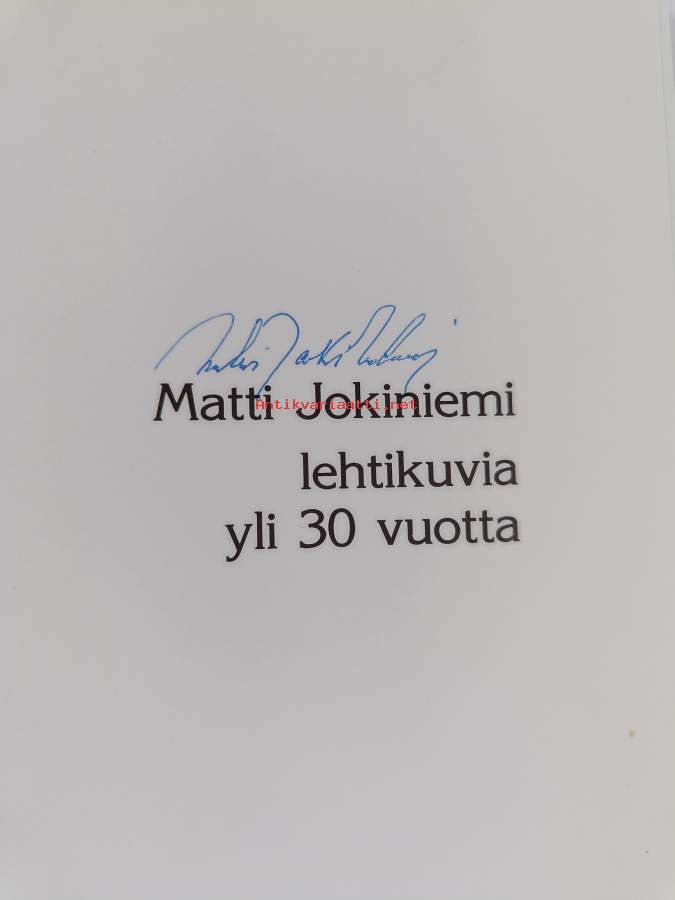 Matti Jokiniemi
Antikvariaatti.net
lehtikuvia
yli 30 vuotta